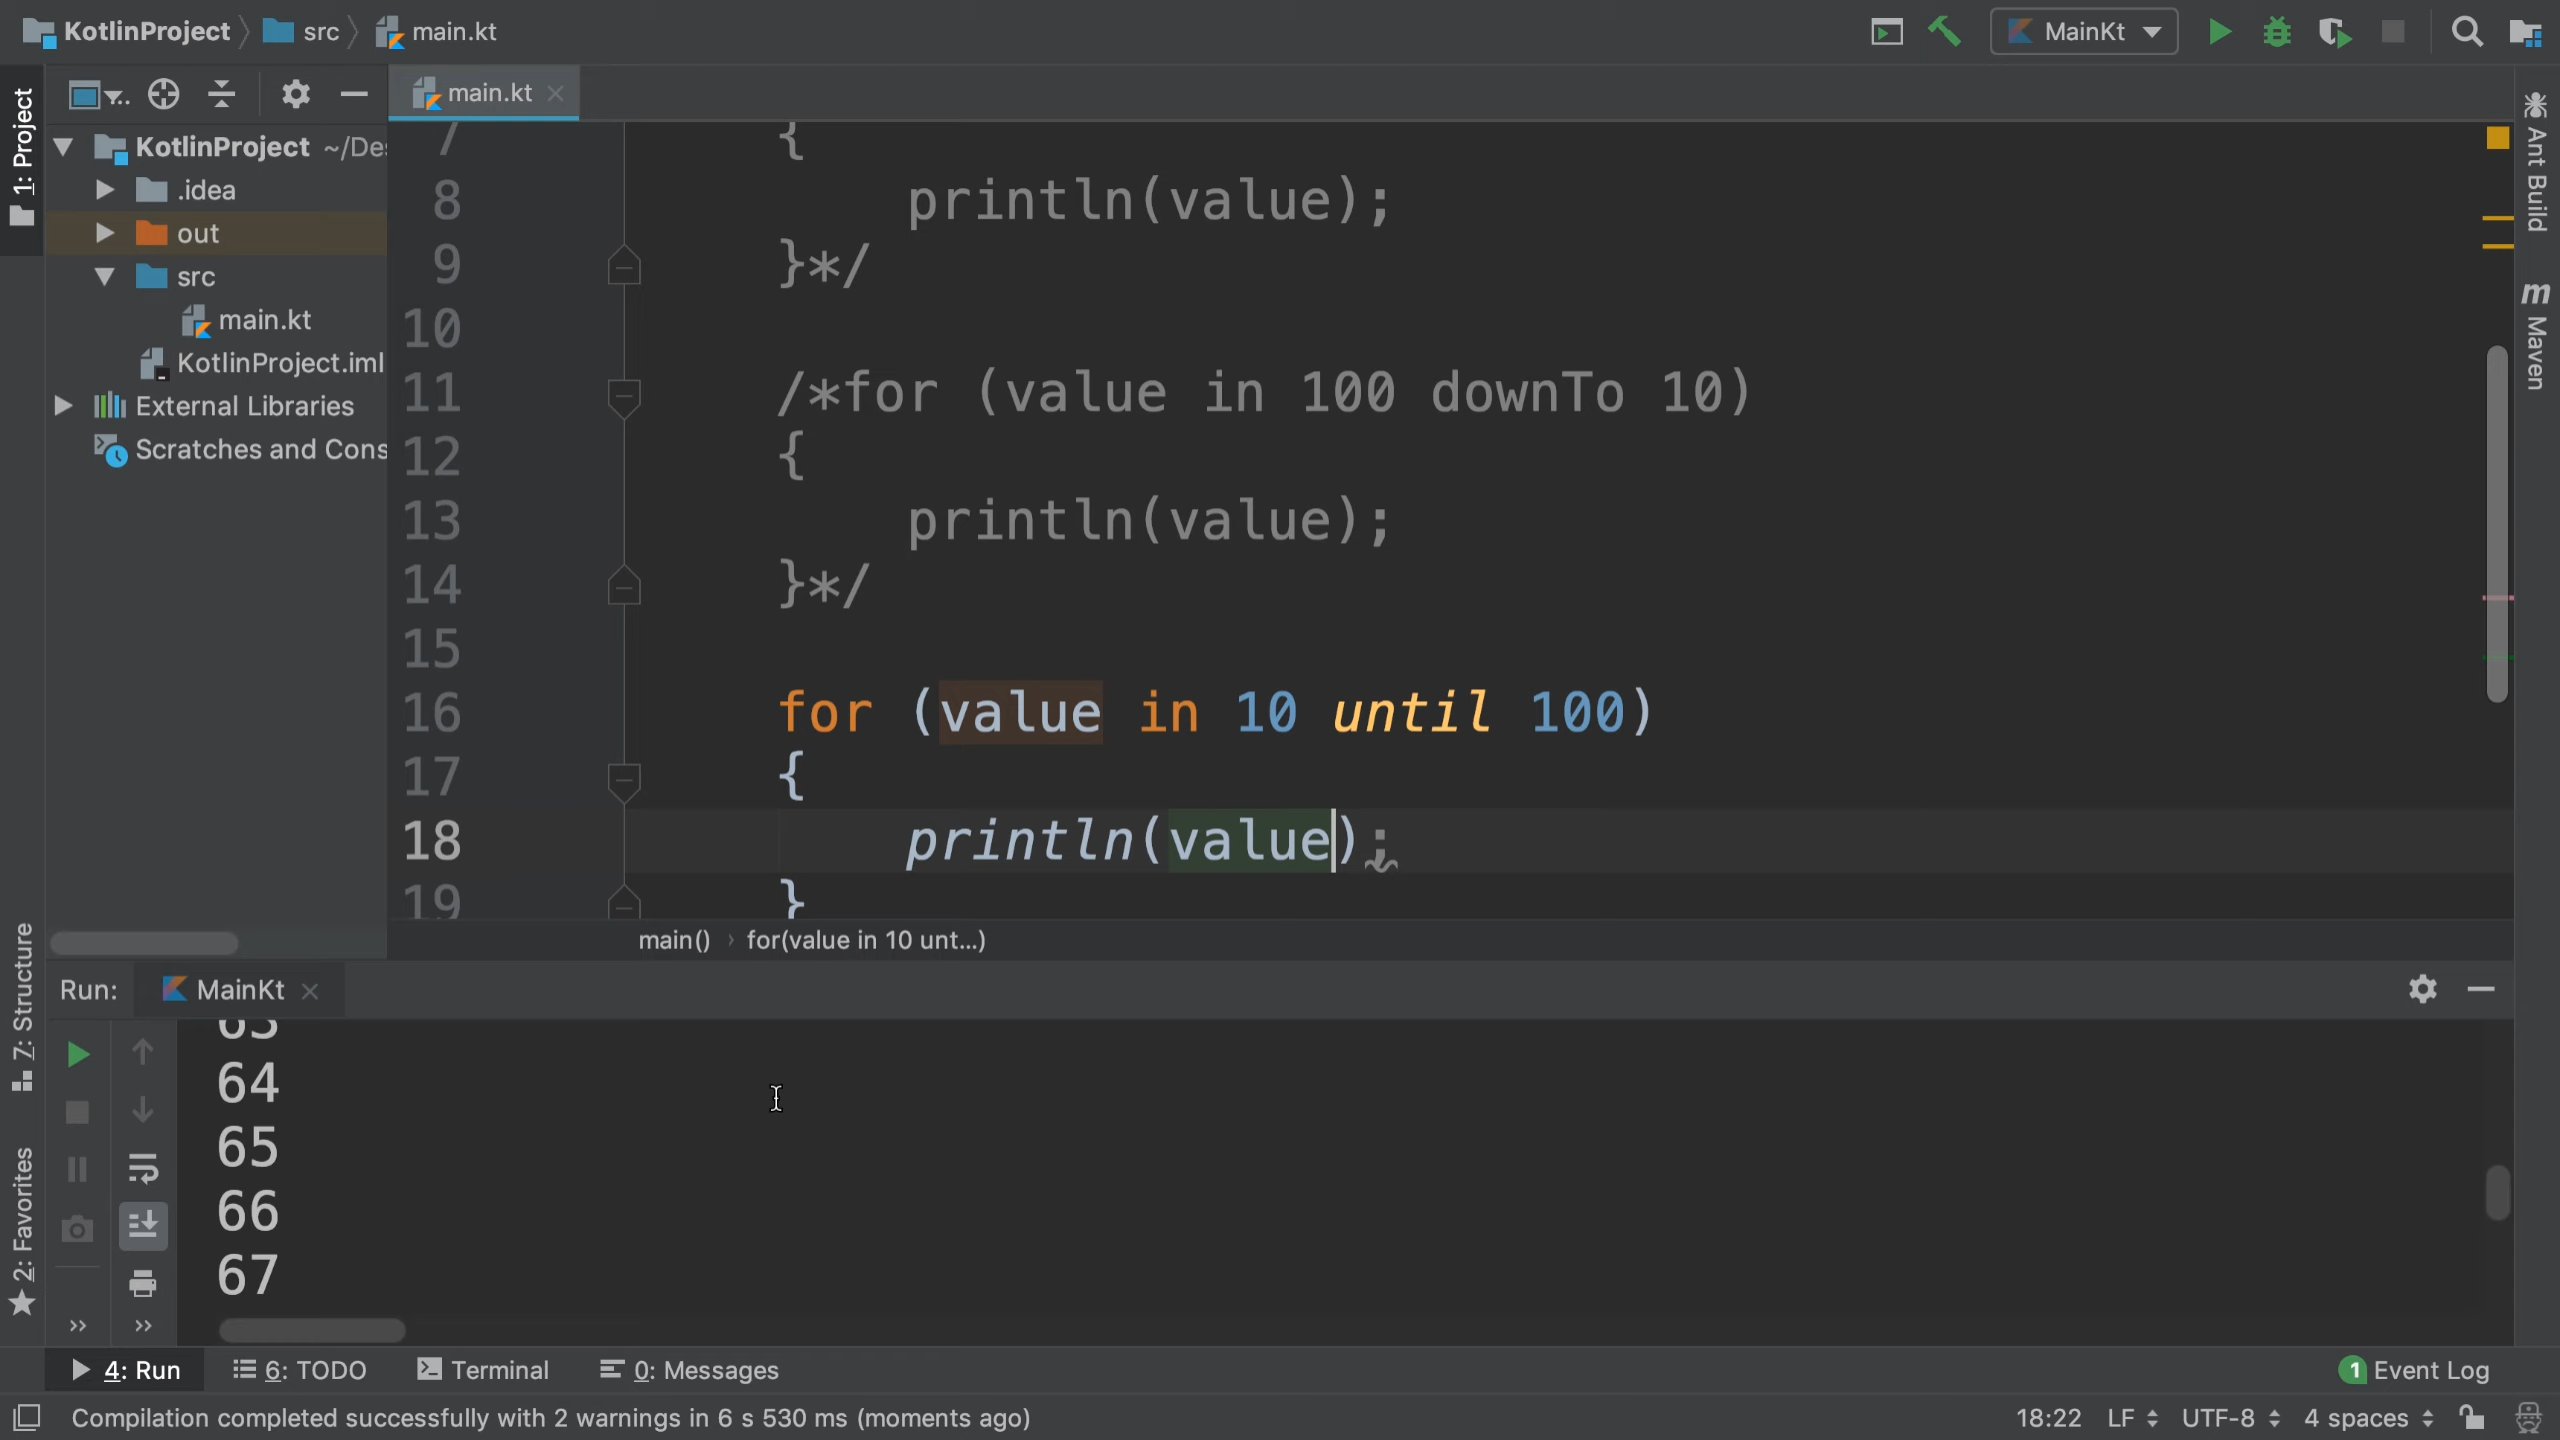 KotlinProject src main.kt MainKt
1: Project
main.kt
KotlinProject ~/Des
.idea
out
src
main.kt
KotlinProject.iml
External Libraries
Scratches and Cons
7 {
8 println(value);
9 }*/
10
11 /*for (value in 100 downTo 10)
12 {
13 println(value);
14 }*/
15
16 for (value in 10 until 100)
17 {
18 println(value);
19 }
main() › for(value in 10 unt...)
Ant Build
m Maven
7: Structure
2: Favorites
Run: MainKt
63
64
65
66
67
4: Run 6: TODO Terminal 0: Messages 1 Event Log
Compilation completed successfully with 2 warnings in 6 s 530 ms (moments ago) 18:22 LF UTF-8 4 spaces